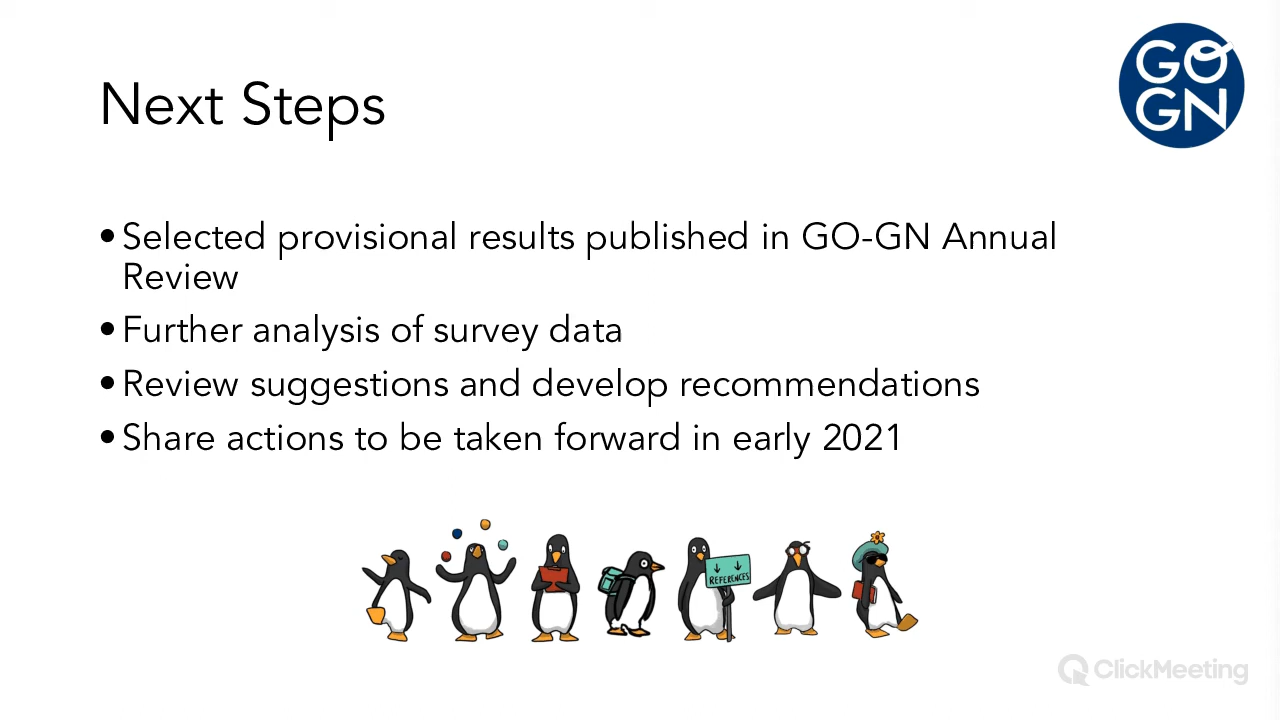 GO
GN
Next Steps
• Selected provisional results published in GO-GN Annual
Review
• Further analysis of survey data
• Review suggestions and develop recommendations
• Share actions to be taken forward in early 2021
REFERENCES
ClickMeeting